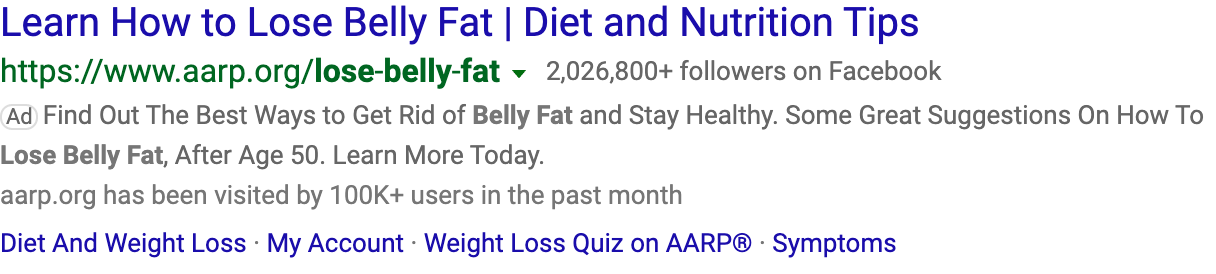 Learn How to Lose Belly Fat | Diet and Nutrition Tips
https://www.aarp.org/lose-belly-fat 2,026,800+ followers on Facebook
Ad Find Out The Best Ways to Get Rid of Belly Fat and Stay Healthy. Some Great Suggestions On How To
Lose Belly Fat, After Age 50. Learn More Today.
aarp.org has been visited by 100K+ users in the past month
Diet And Weight Loss · My Account · Weight Loss Quiz on AARP® · Symptoms